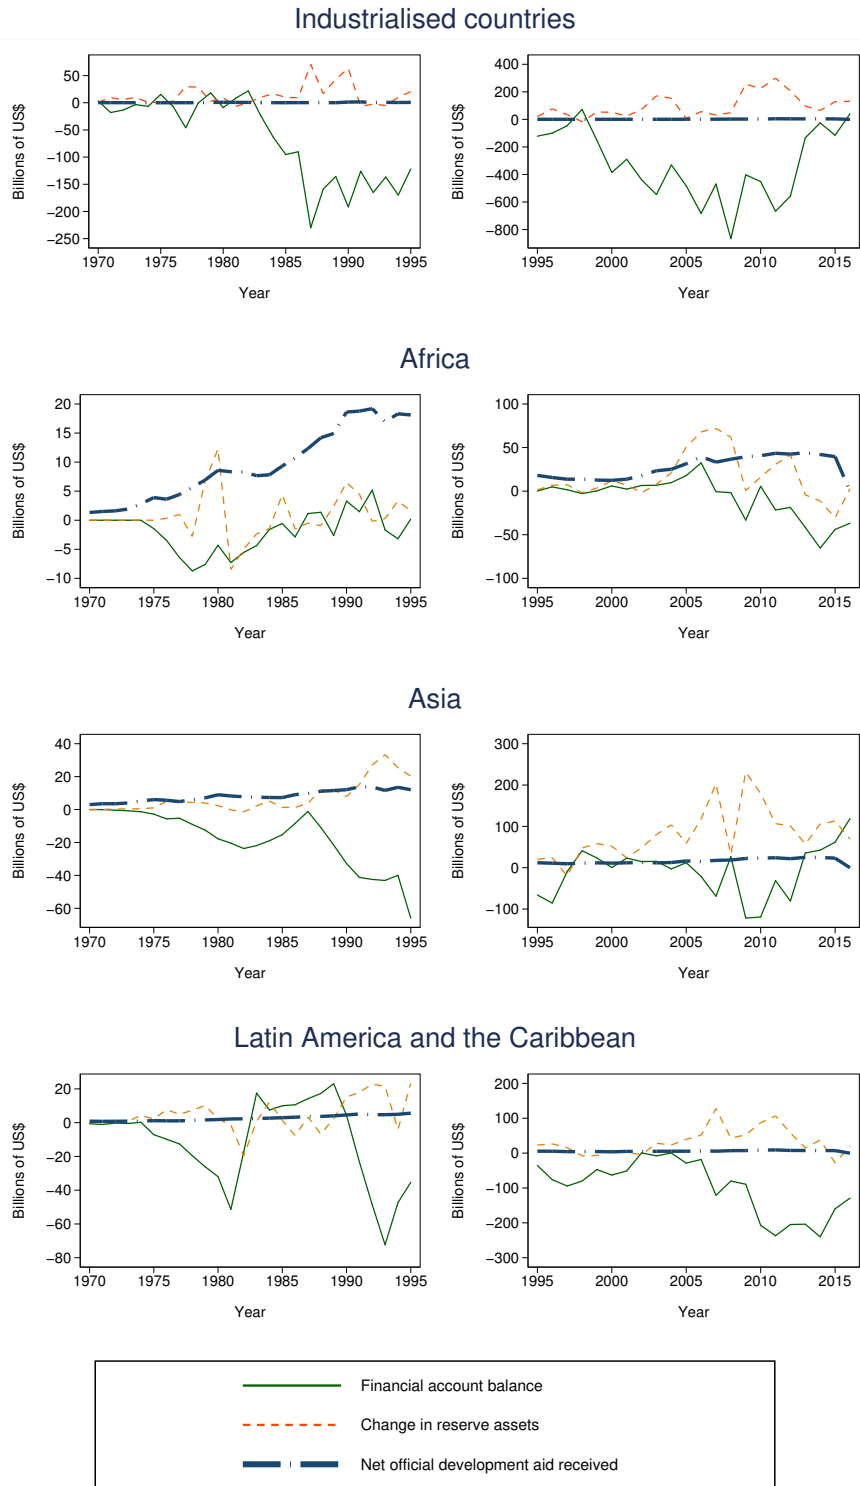 Industrialised countries
50
0
−50
−100
−150
−200
−250
Billions of US$
1970 1975 1980 1985 1990 1995
Year
400
200
0
−200
−400
−600
−800
Billions of US$
1995 2000 2005 2010 2015
Year
Africa
20
15
10
5
0
−5
−10
Billions of US$
1970 1975 1980 1985 1990 1995
Year
100
50
0
−50
−100
Billions of US$
1995 2000 2005 2010 2015
Year
Asia
40
20
0
−20
−40
−60
Billions of US$
1970 1975 1980 1985 1990 1995
Year
300
200
100
0
−100
Billions of US$
1995 2000 2005 2010 2015
Year
Latin America and the Caribbean
20
0
−20
−40
−60
−80
Billions of US$
1970 1975 1980 1985 1990 1995
Year
200
100
0
−100
−200
−300
Billions of US$
1995 2000 2005 2010 2015
Year
Financial account balance
Change in reserve assets
Net official development aid received